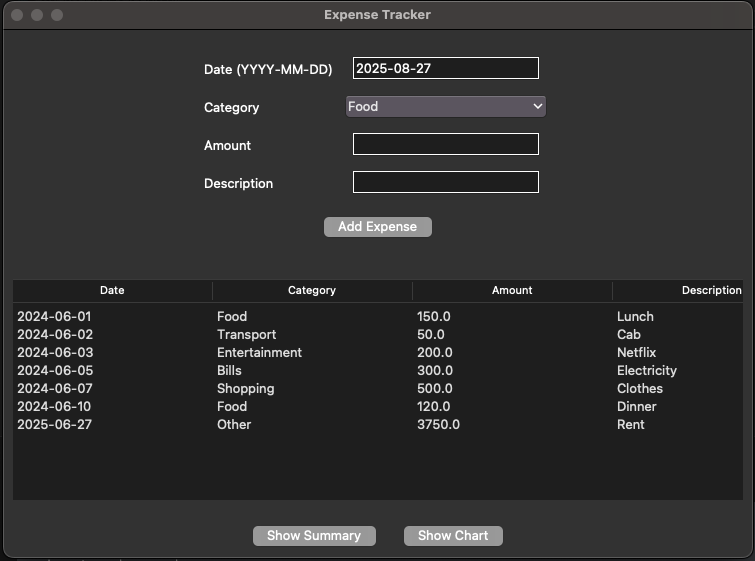 Expense Tracker
Date (YYYY-MM-DD) 2025-08-27
Category Food
Amount
Description
Add Expense
Date Category Amount Description
2024-06-01 Food 150.0 Lunch
2024-06-02 Transport 50.0 Cab
2024-06-03 Entertainment 200.0 Netflix
2024-06-05 Bills 300.0 Electricity
2024-06-07 Shopping 500.0 Clothes
2024-06-10 Food 120.0 Dinner
2025-06-27 Other 3750.0 Rent
Show Summary Show Chart